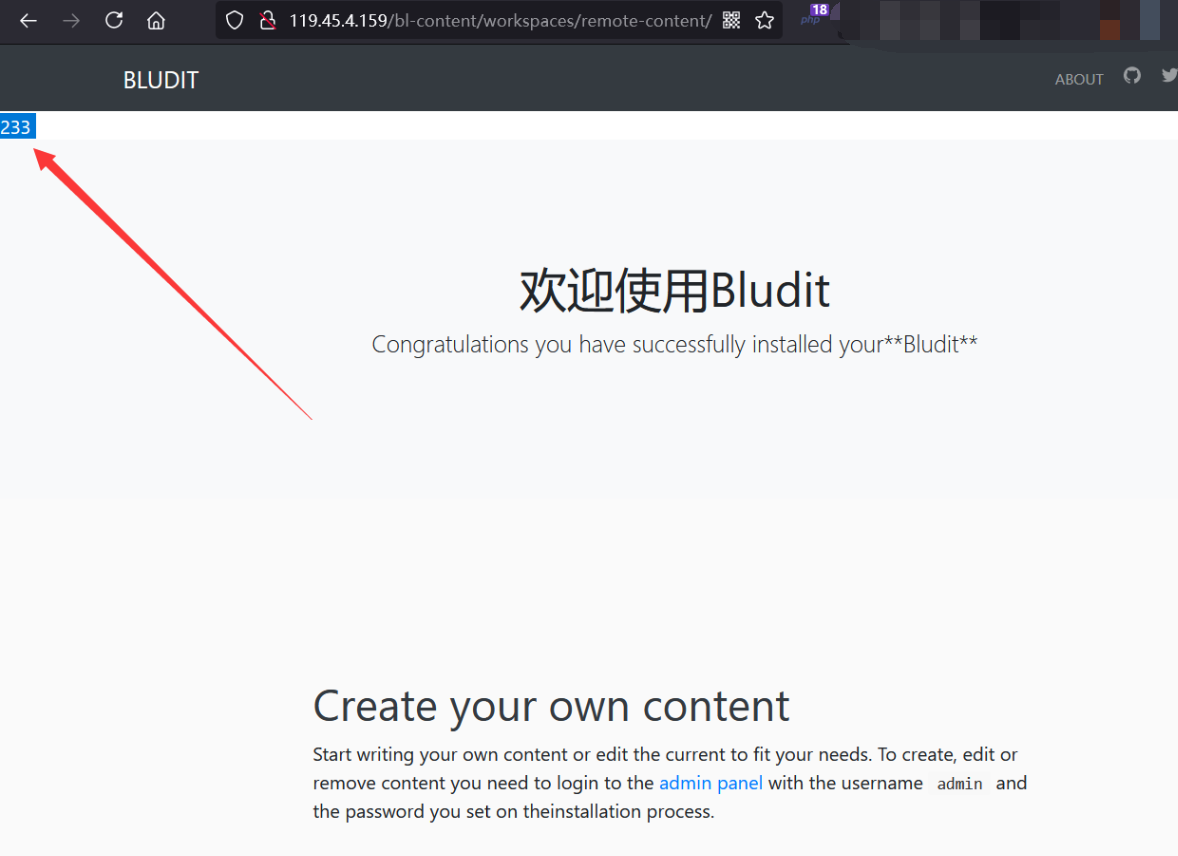 119.45.4.159/bl-content/workspaces/remote-content/
php 18
BLUDIT
ABOUT
233
欢迎使用Bludit
Congratulations you have successfully installed your**Bludit**
Create your own content
Start writing your own content or edit the current to fit your needs. To create, edit or
remove content you need to login to the admin panel with the username admin and
the password you set on theinstallation process.